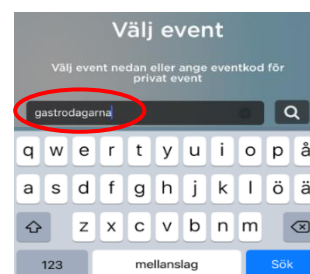 Välj event
Välj event nedan eller ange eventkod för
privat event
gastrodagarna
q w e r t y u i o p å
a s d f g h j k l ö ä
z x c v b n m
123 mellanslag Sök